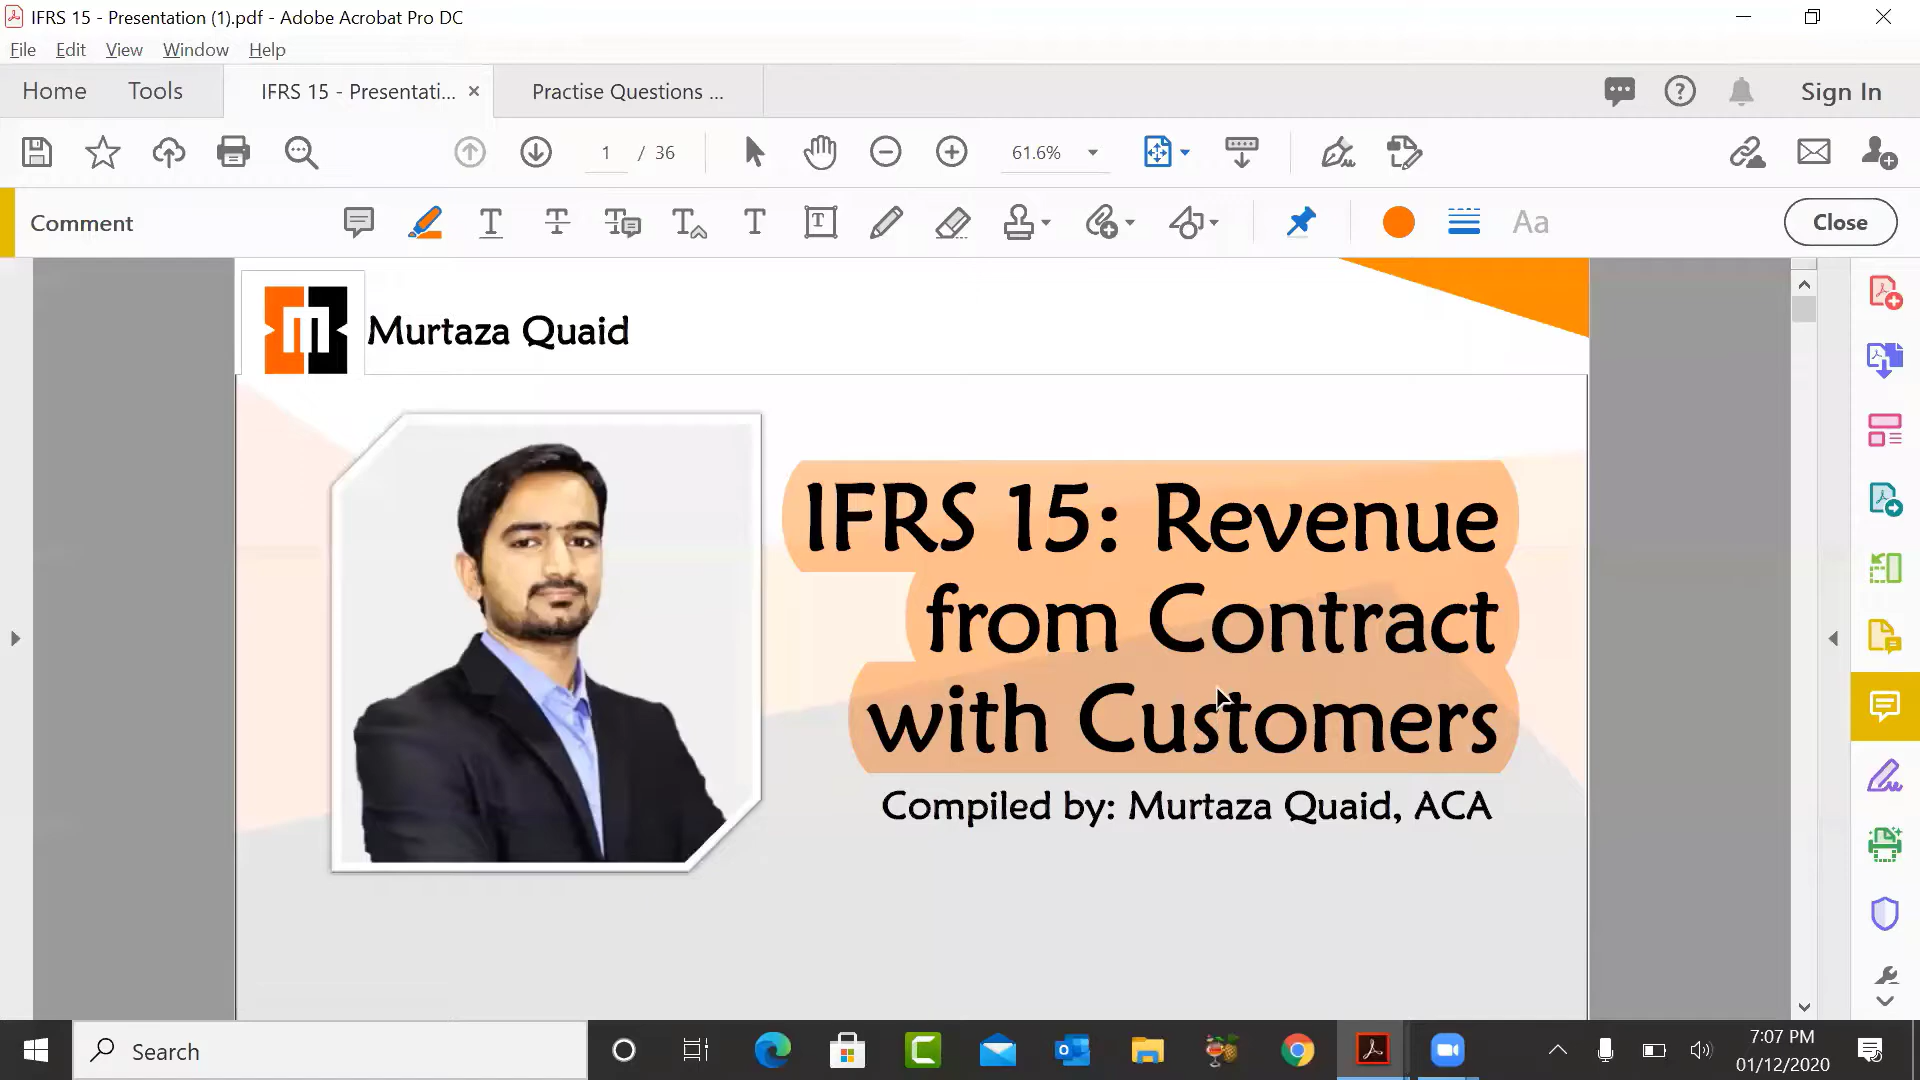 IFRS 15 - Presentation (1).pdf - Adobe Acrobat Pro DC
File Edit View Window Help
Home Tools IFRS 15 - Presentati... × Practise Questions ... Sign In
1 / 36 61.6%
Comment Aa Close
m Murtaza Quaid
IFRS 15: Revenue
from Contract
with Customers
Compiled by: Murtaza Quaid, ACA
Search
7:07 PM
01/12/2020